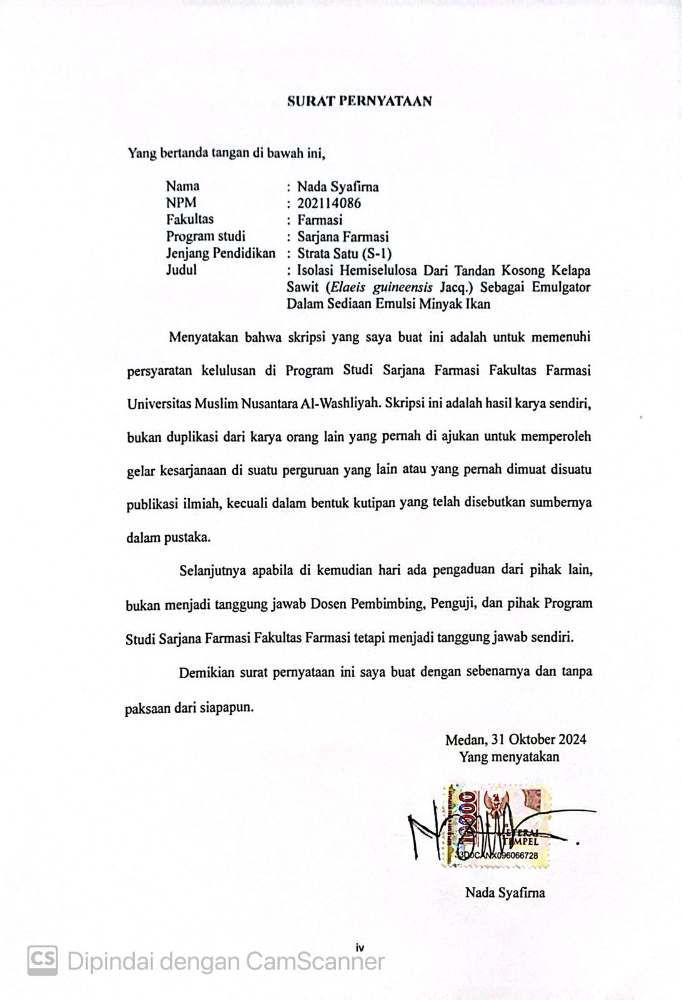 SURAT PERNYATAAN
Yang bertanda tangan di bawah ini,
Nama : Nada Syafirna
NPM : 202114086
Fakultas : Farmasi
Program studi : Sarjana Farmasi
Jenjang Pendidikan : Strata Satu (S-1)
Judul : Isolasi Hemiselulosa Dari Tandan Kosong Kelapa
Sawit (Elaeis guineensis Jacq.) Sebagai Emulgator
Dalam Sediaan Emulsi Minyak Ikan
Menyatakan bahwa skripsi yang saya buat ini adalah untuk memenuhi
persyaratan kelulusan di Program Studi Sarjana Farmasi Fakultas Farmasi
Universitas Muslim Nusantara Al-Washliyah. Skripsi ini adalah hasil karya sendiri,
bukan duplikasi dari karya orang lain yang pernah di ajukan untuk memperoleh
gelar kesarjanaan di suatu perguruan yang lain atau yang pernah dimuat disuatu
publikasi ilmiah, kecuali dalam bentuk kutipan yang telah disebutkan sumbernya
dalam pustaka.
Selanjutnya apabila di kemudian hari ada pengaduan dari pihak lain,
bukan menjadi tanggung jawab Dosen Pembimbing, Penguji, dan pihak Program
Studi Sarjana Farmasi Fakultas Farmasi tetapi menjadi tanggung jawab sendiri.
Demikian surat pernyataan ini saya buat dengan sebenarnya dan tanpa
paksaan dari siapapun.
Medan, 31 Oktober 2024
Yang menyatakan
10000
TEMPEL
Nada Syafirna
iv
CS Dipindai dengan CamScanner